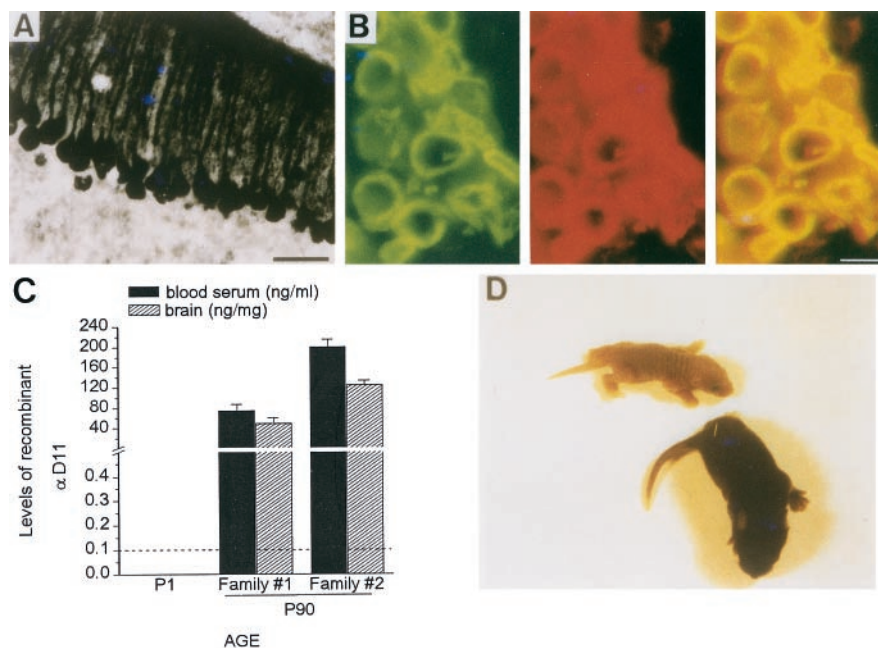 A
B
C
blood serum (ng/ml)
brain (ng/mg)
Levels of recombinant
α D11
240
200
160
120
80
40
0.4
0.3
0.2
0.1
0.0
P1
Family #1
Family #2
P90
AGE
D